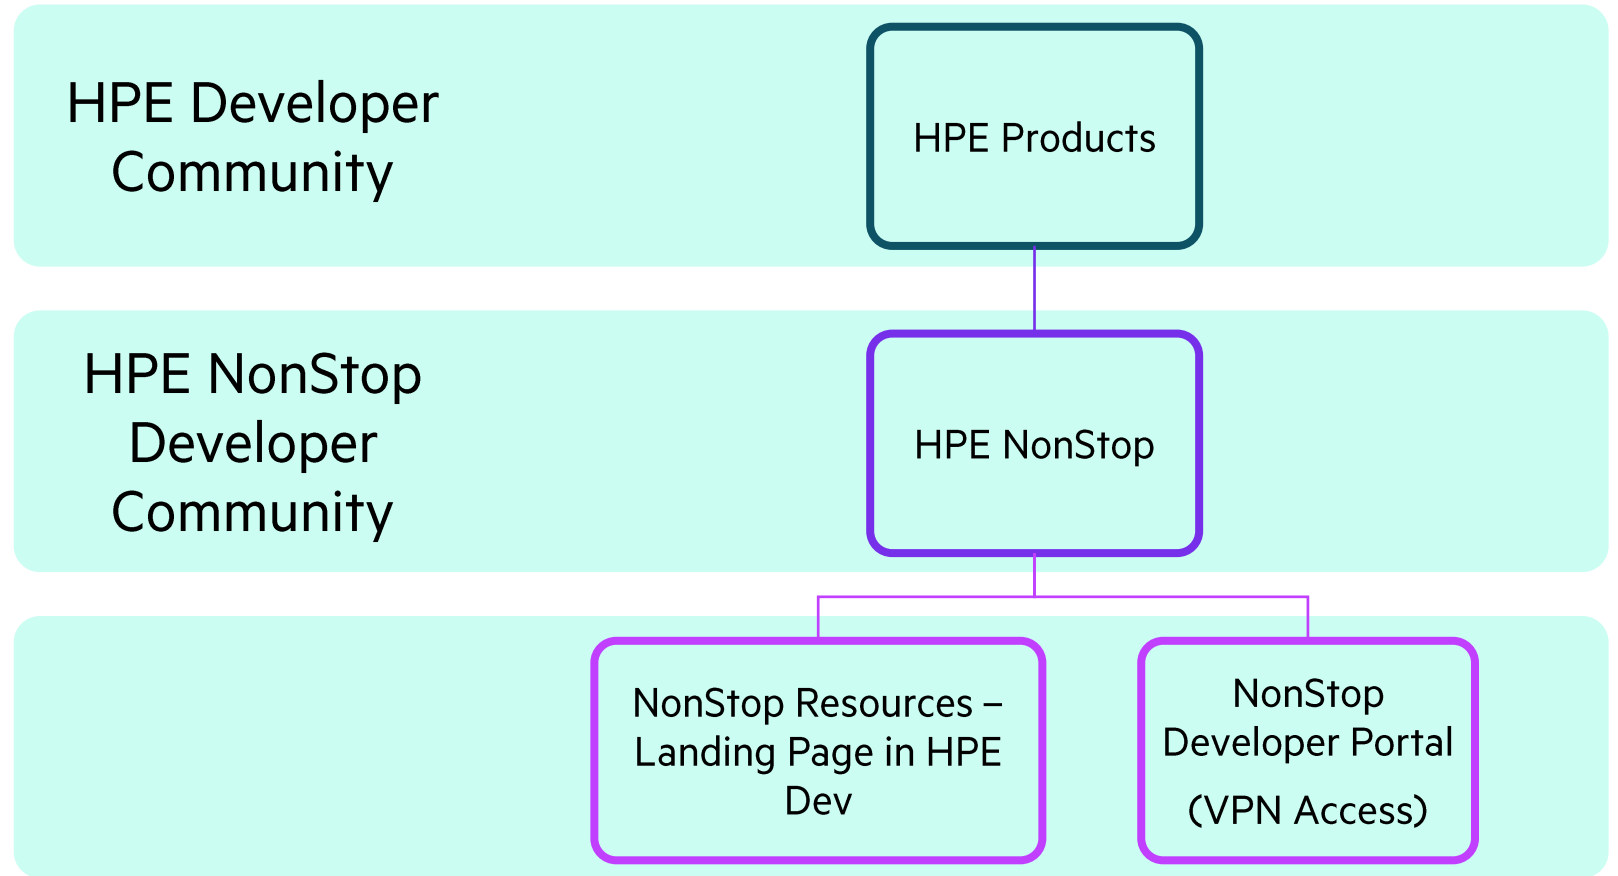 HPE Developer
Community
HPE Products
HPE NonStop
Developer
Community
HPE NonStop
NonStop Resources –
Landing Page in HPE
Dev
NonStop
Developer Portal
(VPN Access)